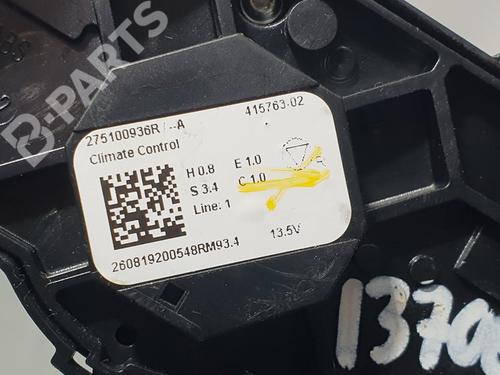 B-PARTS
275100936R / --A 415763-02
Climate Control
H 0.8 E 1.0
S 3.4 C 1.0
Line: 1
260819200548RM93.4 13.5V